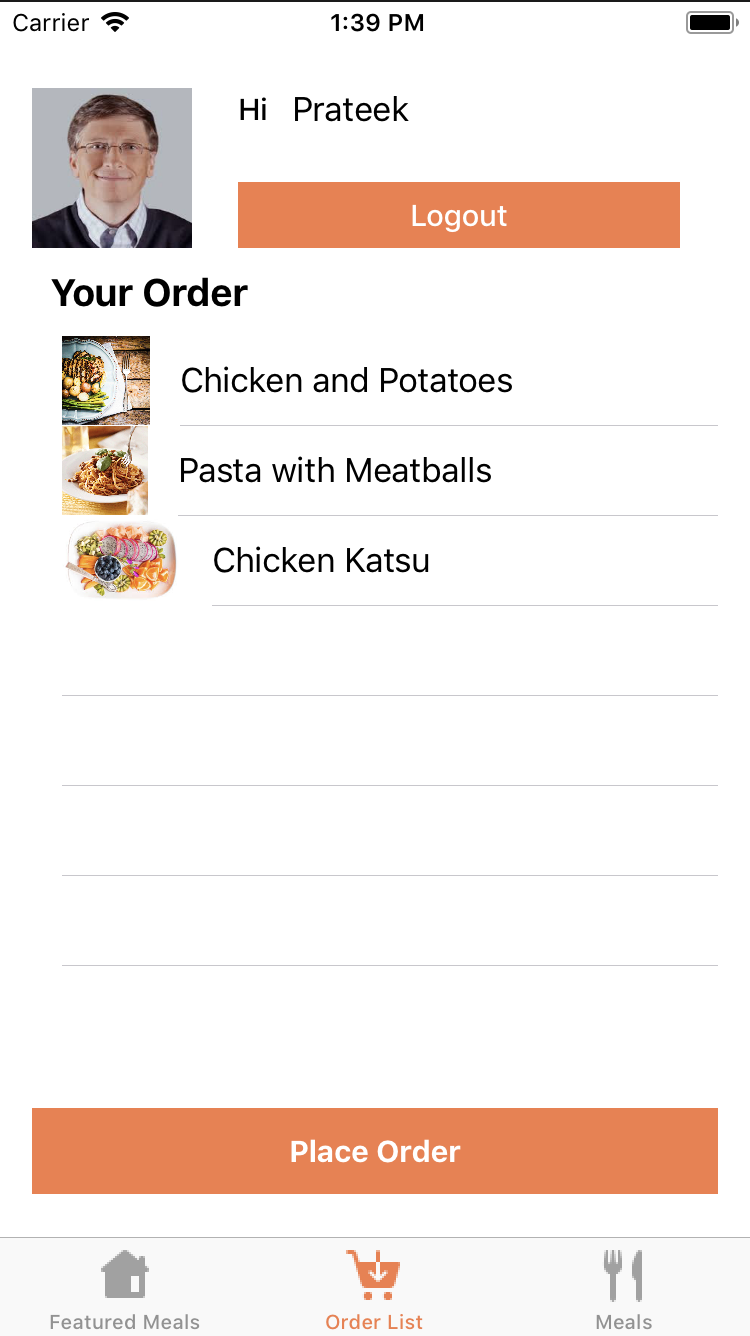 Carrier 1:39 PM
Hi Prateek
Logout
Your Order
Chicken and Potatoes
Pasta with Meatballs
Chicken Katsu
Place Order
Featured Meals Order List Meals